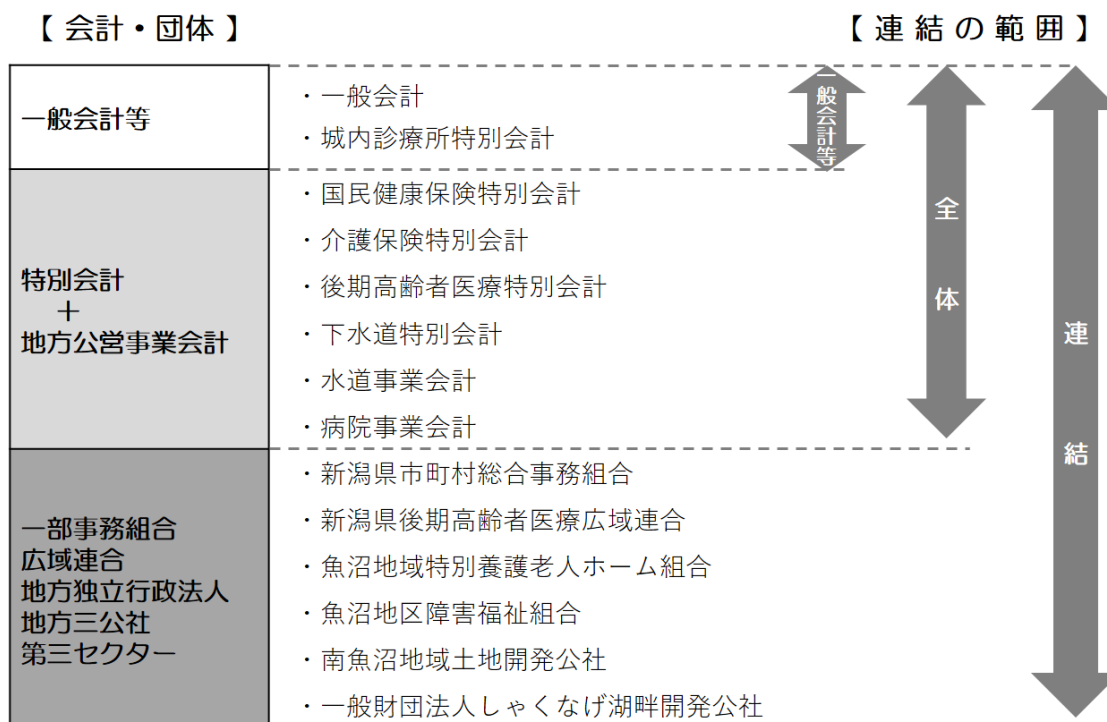 【 会計・団体 】
【 連 結 の 範 囲 】
一般会計等
・一般会計
・城内診療所特別会計
一般会計等
全体
連結
特別会計
＋
地方公営事業会計
・国民健康保険特別会計
・介護保険特別会計
・後期高齢者医療特別会計
・下水道特別会計
・水道事業会計
・病院事業会計
一部事務組合
広域連合
地方独立行政法人
地方三公社
第三セクター
・新潟県市町村総合事務組合
・新潟県後期高齢者医療広域連合
・魚沼地域特別養護老人ホーム組合
・魚沼地区障害福祉組合
・南魚沼地域土地開発公社
・一般財団法人しゃくなげ湖畔開発公社